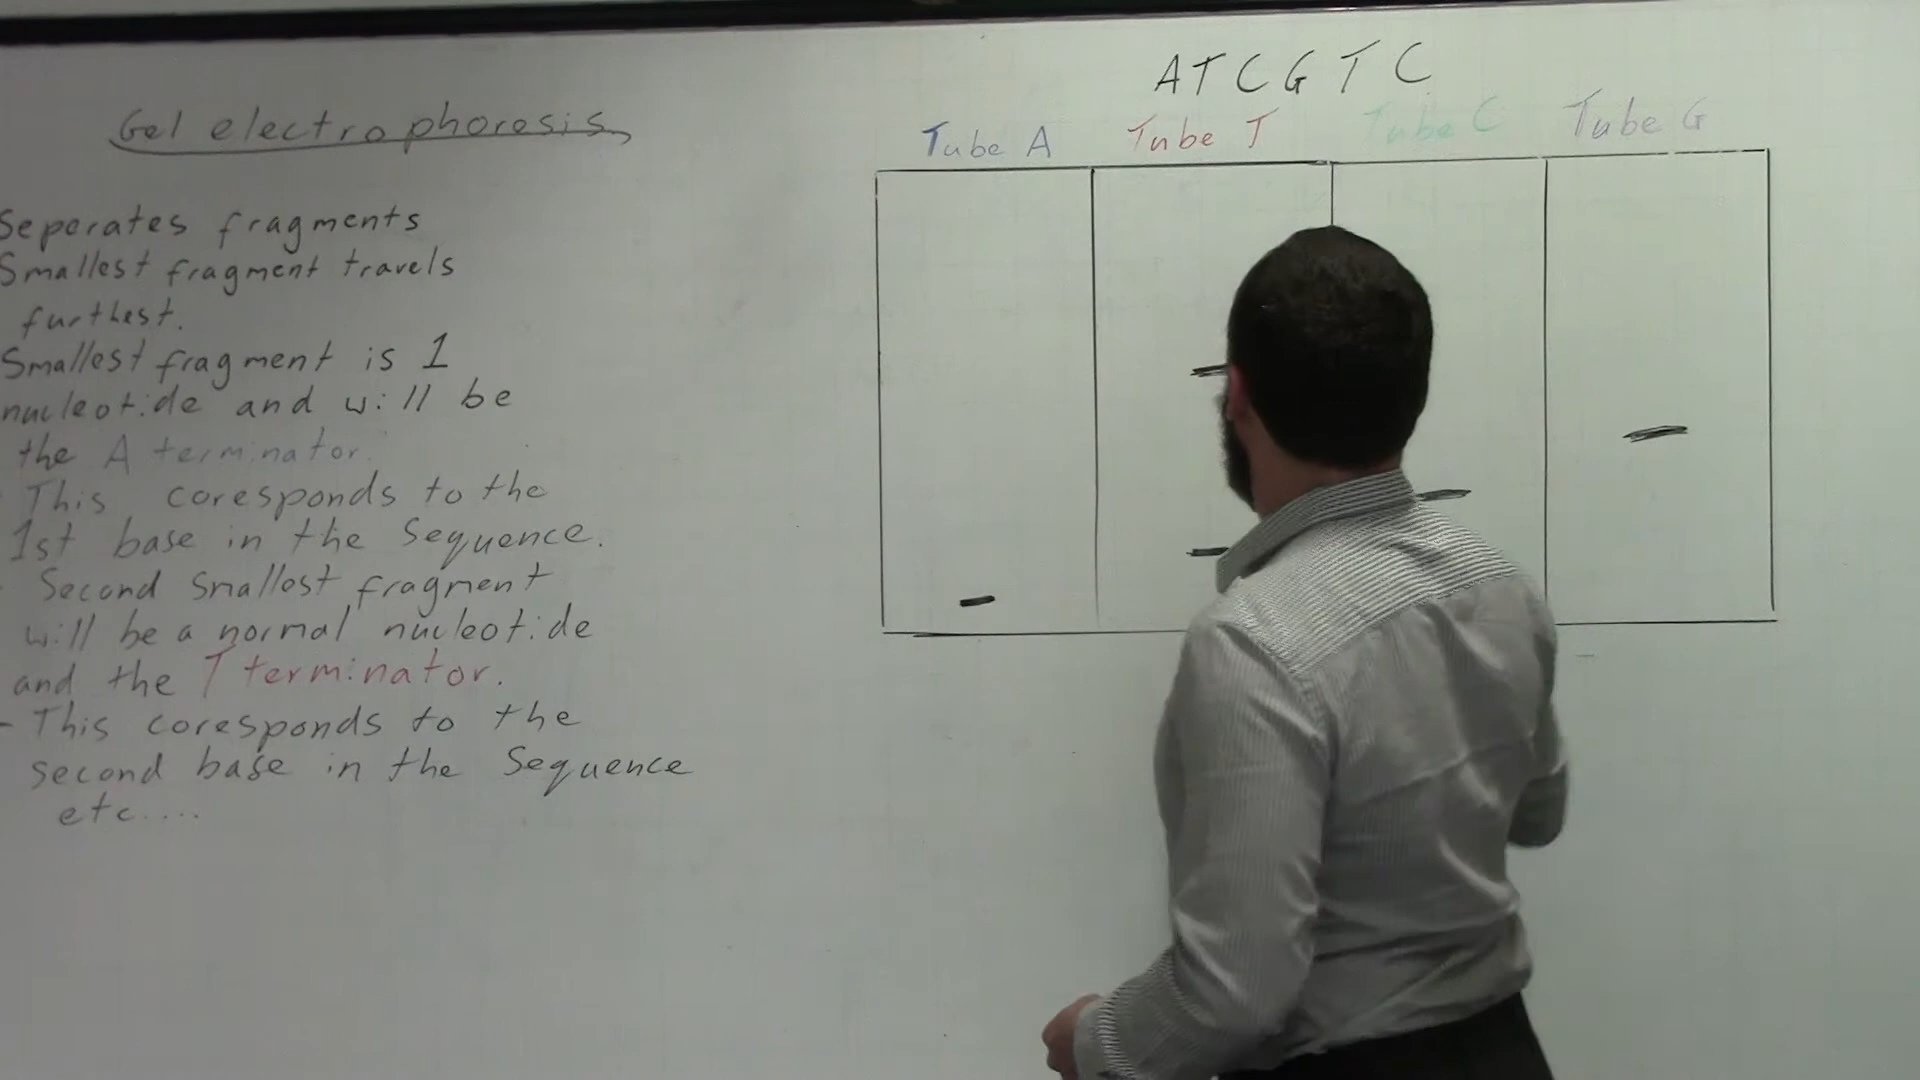 Gel electrophoresis
Seperates fragments
Smallest fragment travels
furthest.
Smallest fragment is 1
nucleotide and will be
the A terminator.
This coresponds to the
1st base in the Sequence.
- Second Smallest fragment
will be a normal nucleotide
and the T terminator.
- This coresponds to the
second base in the Sequence
etc....
ATCGTC
Tube A Tube T Tube C Tube G